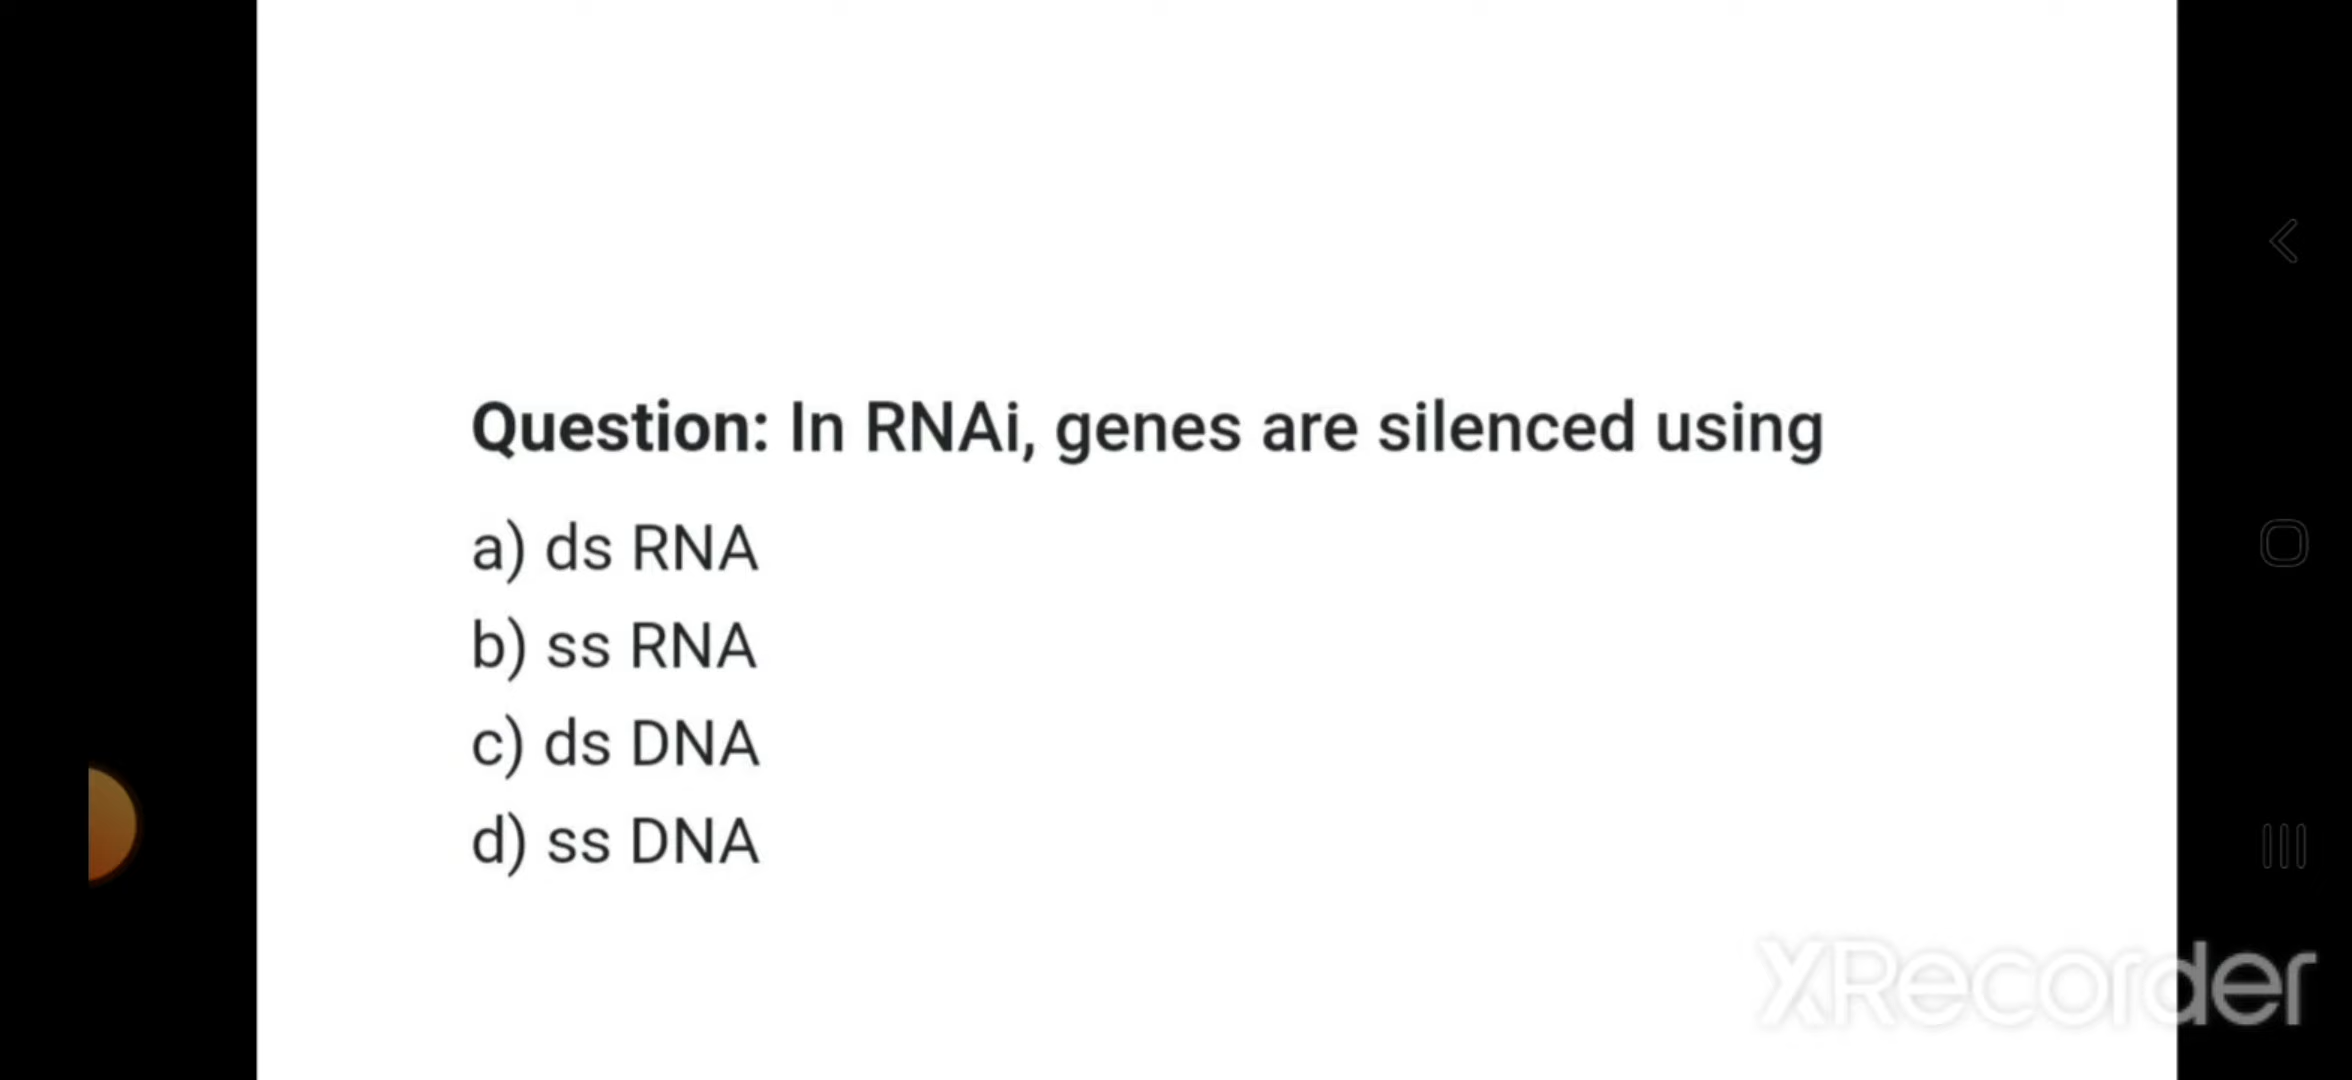 Question: In RNAi, genes are silenced using
a) ds RNA
b) ss RNA
c) ds DNA
d) ss DNA
XRecorder